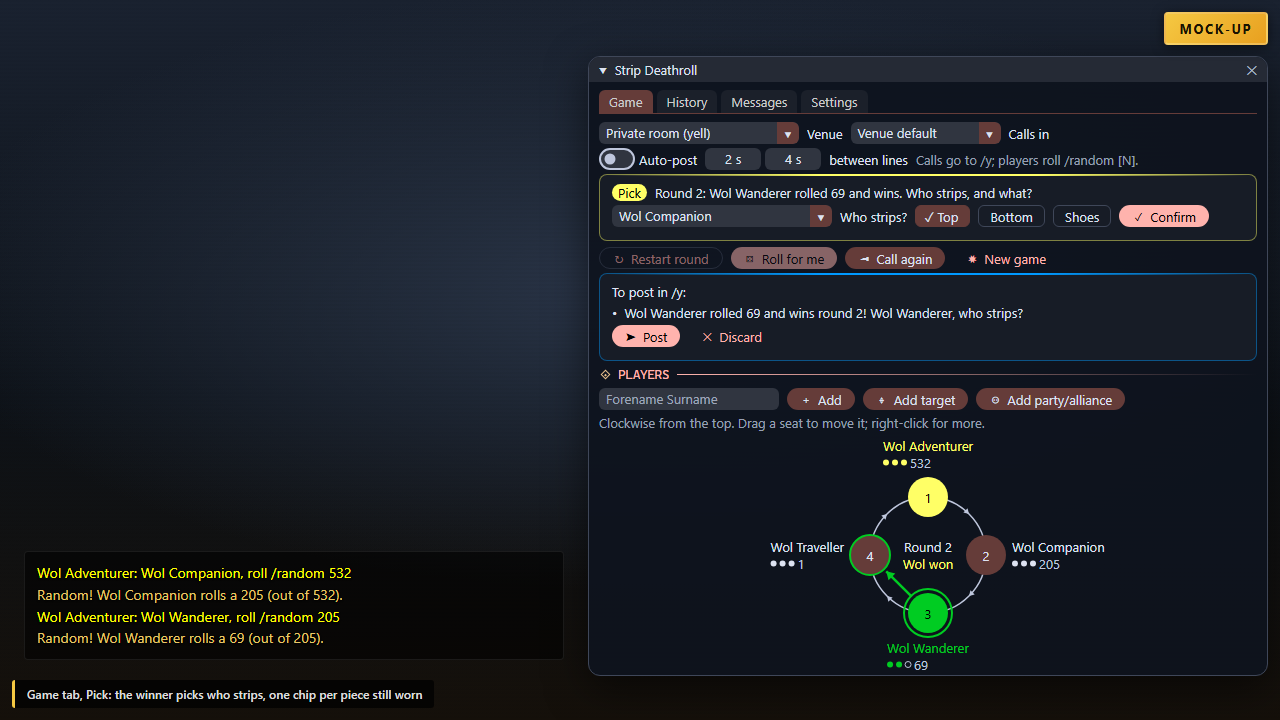 MOCK-UP
Strip Deathroll
Game History Messages Settings
Private room (yell) Venue Venue default Calls in
Auto-post 2 s 4 s between lines Calls go to /y; players roll /random [N].
Pick Round 2: Wol Wanderer rolled 69 and wins. Who strips, and what?
Wol Companion Who strips? ✓ Top Bottom Shoes ✓ Confirm
Restart round Roll for me Call again New game
To post in /y:
• Wol Wanderer rolled 69 and wins round 2! Wol Wanderer, who strips?
Post Discard
PLAYERS
Forename Surname + Add Add target Add party/alliance
Clockwise from the top. Drag a seat to move it; right-click for more.
Wol Adventurer
532
1
Wol Traveller
1
4
Round 2
Wol won
2
Wol Companion
205
3
Wol Wanderer
69
Wol Adventurer: Wol Companion, roll /random 532
Random! Wol Companion rolls a 205 (out of 532).
Wol Adventurer: Wol Wanderer, roll /random 205
Random! Wol Wanderer rolls a 69 (out of 205).
Game tab, Pick: the winner picks who strips, one chip per piece still worn